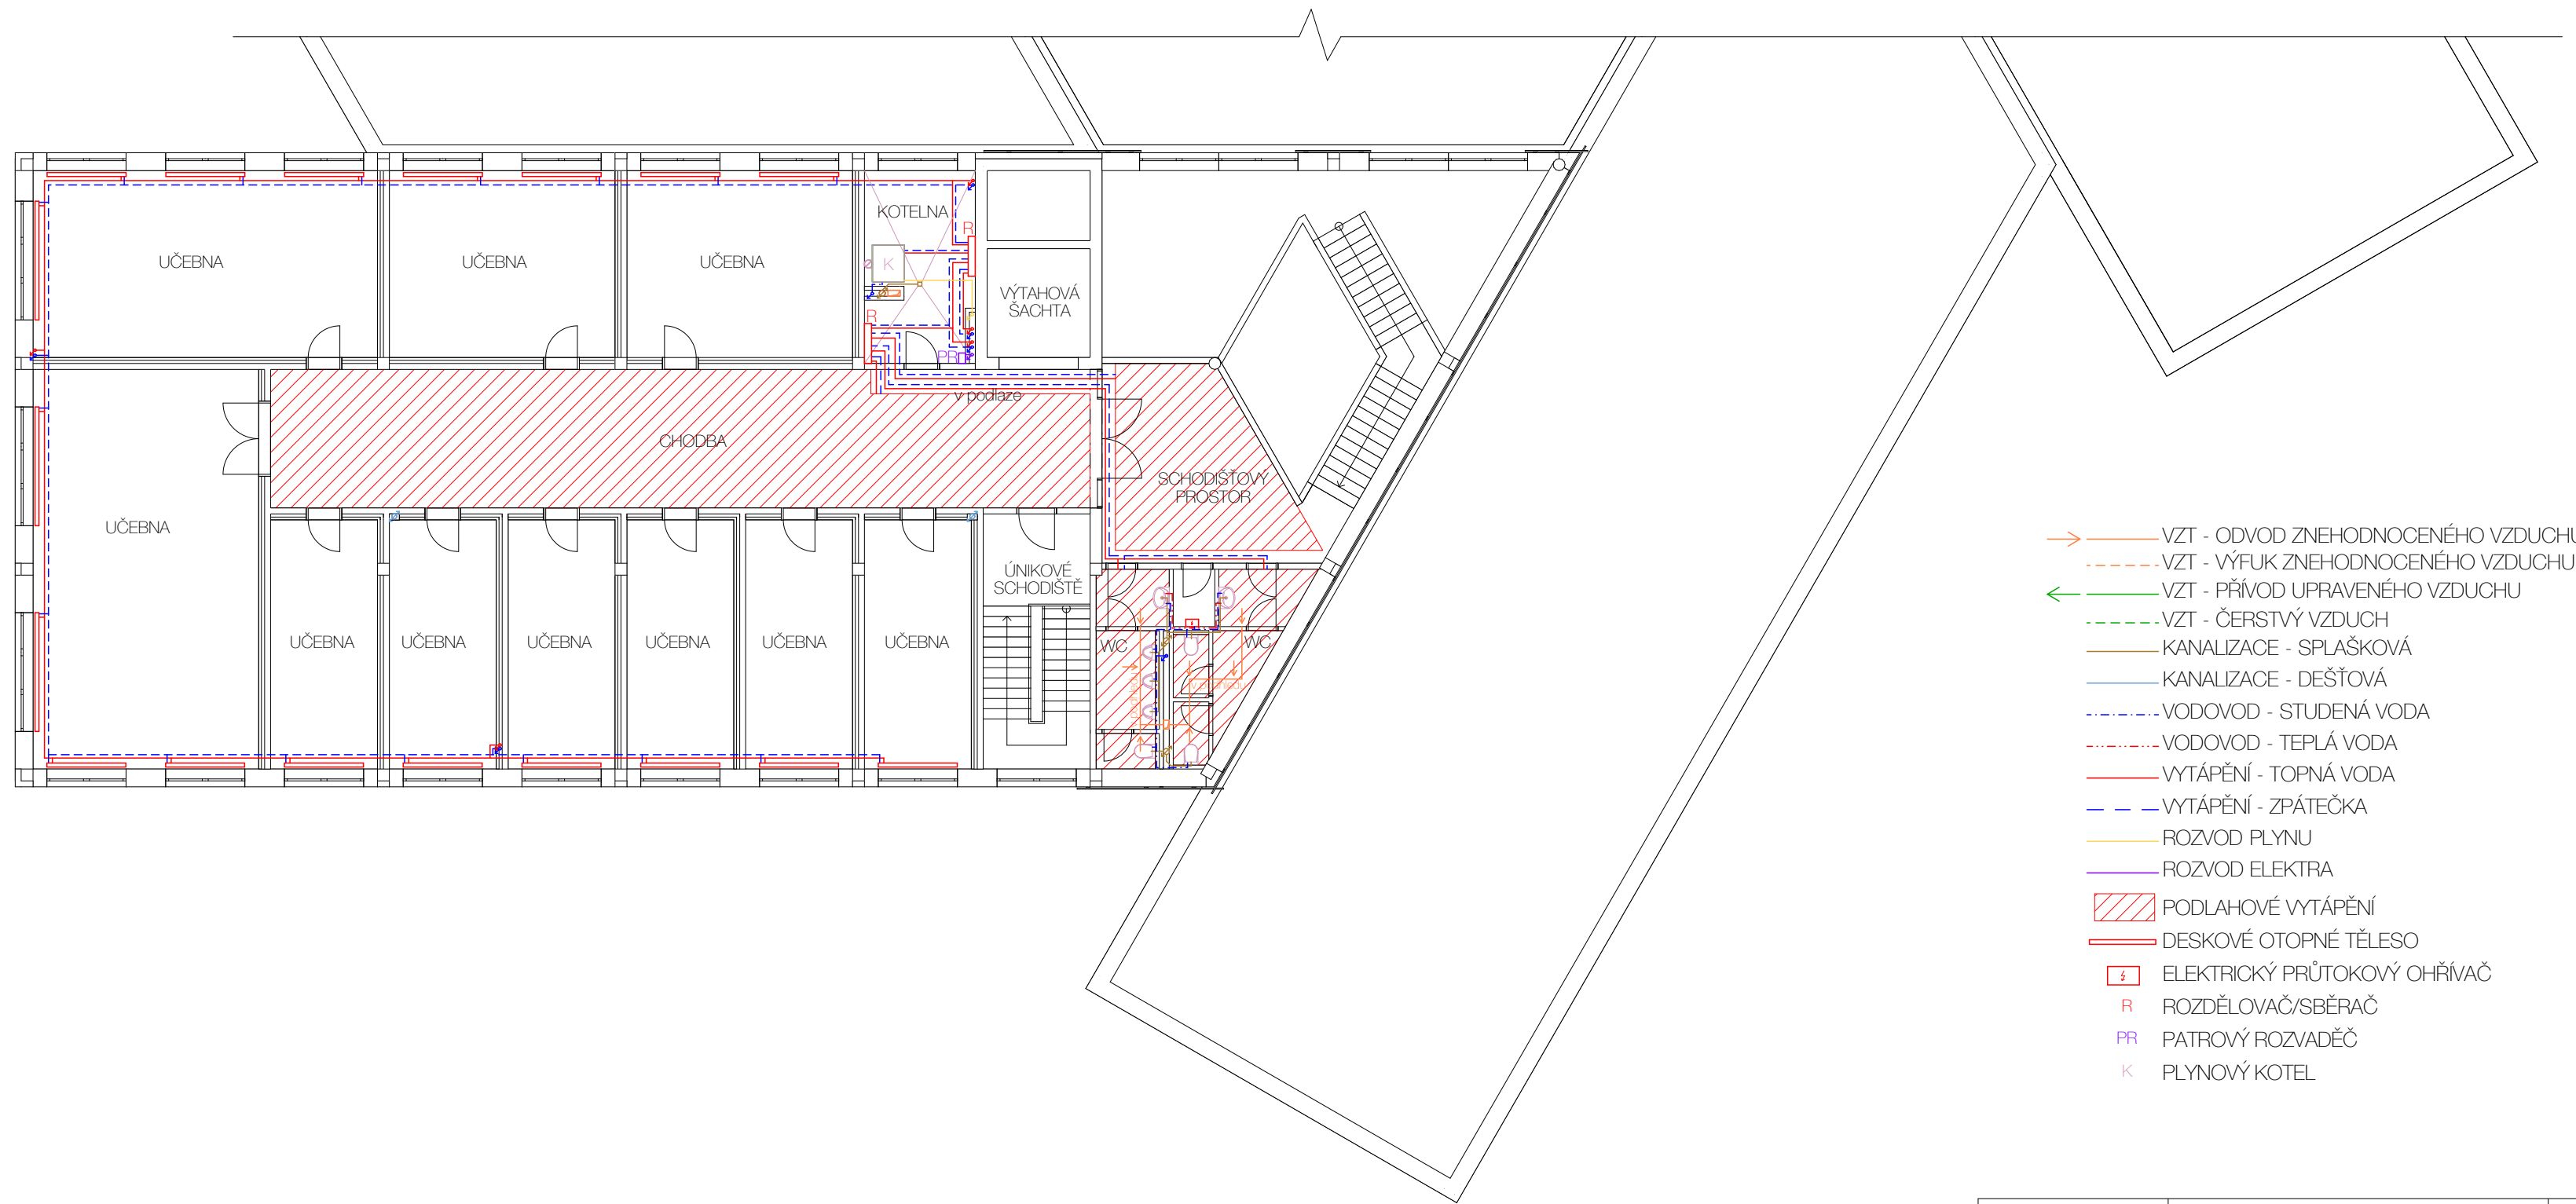 KOTELNA
R
UČEBNA
UČEBNA
UČEBNA
K
VÝTAHOVÁ
ŠACHTA
R
PR
v podlaze
CHODBA
SCHODIŠŤOVÝ
PROSTOR
UČEBNA
ÚNIKOVÉ
SCHODIŠTĚ
UČEBNA
UČEBNA
UČEBNA
UČEBNA
UČEBNA
UČEBNA
WC
WC
VZT - ODVOD ZNEHODNOCENÉHO VZDUCHU
VZT - VÝFUK ZNEHODNOCENÉHO VZDUCHU
VZT - PŘÍVOD UPRAVENÉHO VZDUCHU
VZT - ČERSTVÝ VZDUCH
KANALIZACE - SPLAŠKOVÁ
KANALIZACE - DEŠŤOVÁ
VODOVOD - STUDENÁ VODA
VODOVOD - TEPLÁ VODA
VYTÁPĚNÍ - TOPNÁ VODA
VYTÁPĚNÍ - ZPÁTEČKA
ROZVOD PLYNU
ROZVOD ELEKTRA
PODLAHOVÉ VYTÁPĚNÍ
DESKOVÉ OTOPNÉ TĚLESO
ELEKTRICKÝ PRŮTOKOVÝ OHŘÍVAČ
R ROZDĚLOVAČ/SBĚRAČ
PR PATROVÝ ROZVADĚČ
K PLYNOVÝ KOTEL